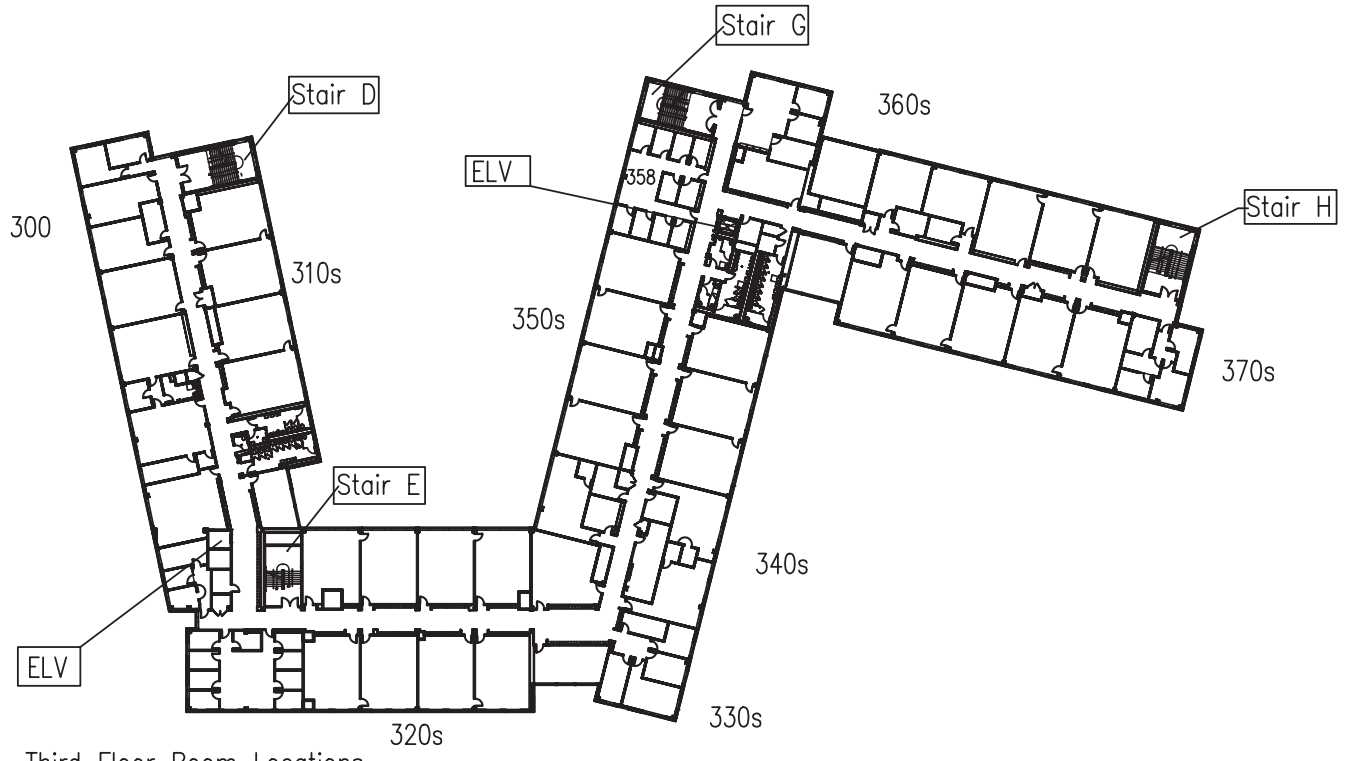 Stair G
Stair D
360s
ELV
358
Stair H
300
310s
350s
370s
Stair E
340s
ELV
330s
320s
Third Floor Room Locations